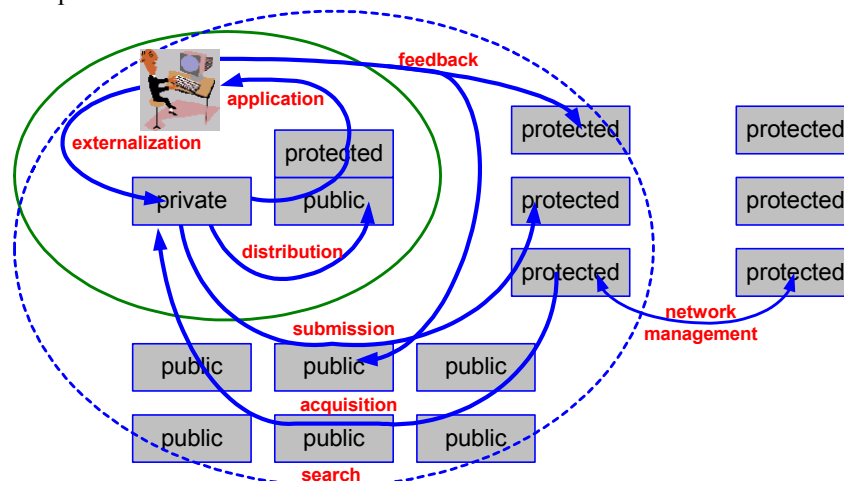 feedback
application
externalization
protected
protected
protected
private
public
protected
protected
distribution
protected
protected
submission
network
management
public
public
public
acquisition
public
public
public
search